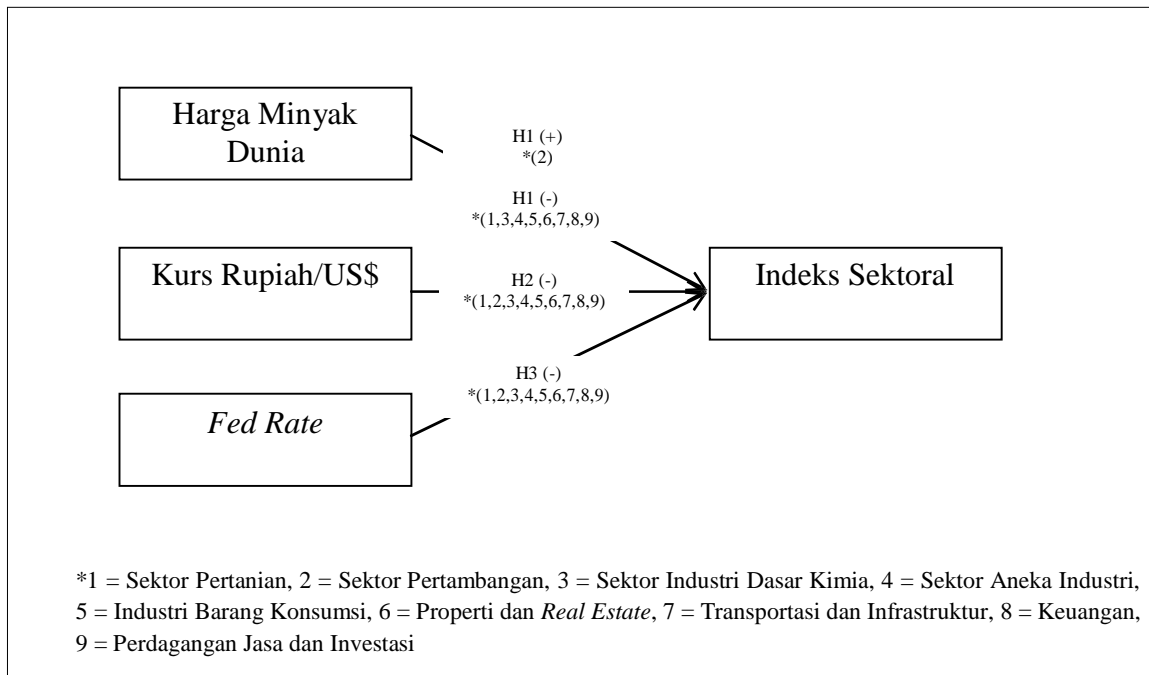 Harga Minyak
Dunia
H1 (+)
*(2)
H1 (-)
*(1,3,4,5,6,7,8,9)
Kurs Rupiah/US$
H2 (-)
*(1,2,3,4,5,6,7,8,9)
Indeks Sektoral
H3 (-)
*(1,2,3,4,5,6,7,8,9)
Fed Rate
*1 = Sektor Pertanian, 2 = Sektor Pertambangan, 3 = Sektor Industri Dasar Kimia, 4 = Sektor Aneka Industri,
5 = Industri Barang Konsumsi, 6 = Properti dan Real Estate, 7 = Transportasi dan Infrastruktur, 8 = Keuangan,
9 = Perdagangan Jasa dan Investasi